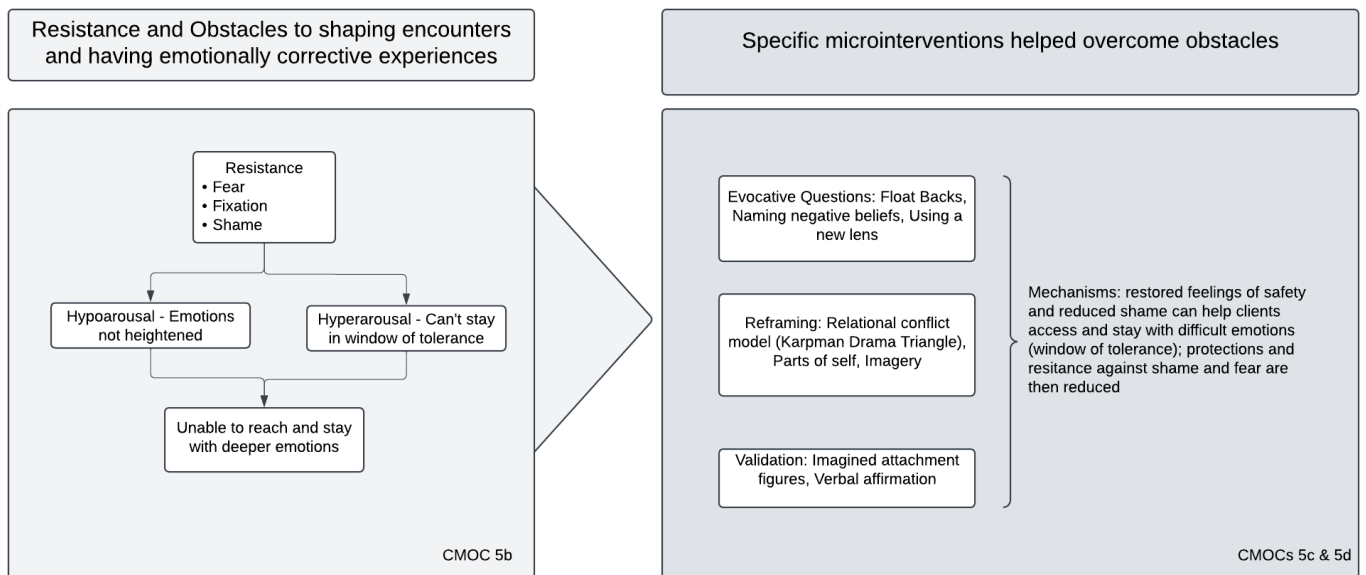 Resistance and Obstacles to shaping encounters
and having emotionally corrective experiences
Resistance
• Fear
• Fixation
• Shame
Hypoarousal - Emotions
not heightened
Hyperarousal - Can't stay
in window of tolerance
Unable to reach and stay
with deeper emotions
CMOC 5b
Specific microinterventions helped overcome obstacles
Evocative Questions: Float Backs,
Naming negative beliefs, Using a
new lens
Reframing: Relational conflict
model (Karpman Drama Triangle),
Parts of self, Imagery
Validation: Imagined attachment
figures, Verbal affirmation
Mechanisms: restored feelings of safety
and reduced shame can help clients
access and stay with difficult emotions
(window of tolerance); protections and
resitance against shame and fear are
then reduced
CMOCs 5c & 5d